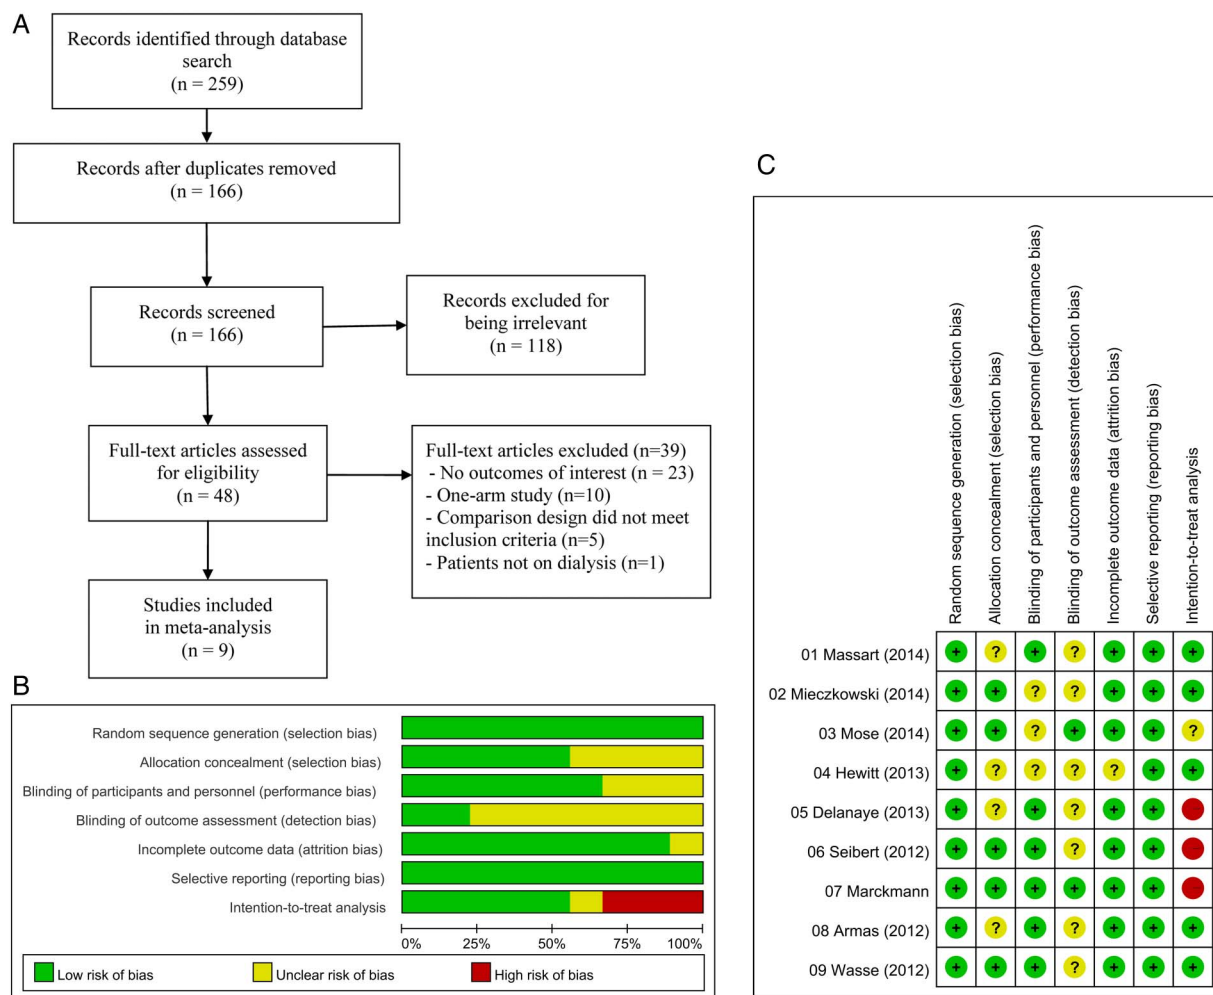 A
Records identified through database
search
(n = 259)
Records after duplicates removed
(n = 166)
Records screened
(n = 166)
Records excluded for
being irrelevant
(n = 118)
Full-text articles assessed
for eligibility
(n = 48)
Full-text articles excluded (n=39)
- No outcomes of interest (n = 23)
- One-arm study (n=10)
- Comparison design did not meet
inclusion criteria (n=5)
- Patients not on dialysis (n=1)
Studies included
in meta-analysis
(n = 9)
B
Random sequence generation (selection bias)
Allocation concealment (selection bias)
Blinding of participants and personnel (performance bias)
Blinding of outcome assessment (detection bias)
Incomplete outcome data (attrition bias)
Selective reporting (reporting bias)
Intention-to-treat analysis
0% 25% 50% 75% 100%
Low risk of bias Unclear risk of bias High risk of bias
C
Random sequence generation (selection bias)
Allocation concealment (selection bias)
Blinding of participants and personnel (performance bias)
Blinding of outcome assessment (detection bias)
Incomplete outcome data (attrition bias)
Selective reporting (reporting bias)
Intention-to-treat analysis
01 Massart (2014) + ? + ? + + +
02 Mieczkowski (2014) + + ? ? + + +
03 Mose (2014) + + ? + + + ?
04 Hewitt (2013) + ? ? ? ? + +
05 Delanaye (2013) + ? + ? + +
06 Seibert (2012) + + + ? + +
07 Marckmann + + + + + +
08 Armas (2012) + ? + ? + + +
09 Wasse (2012) + + + ? + + +